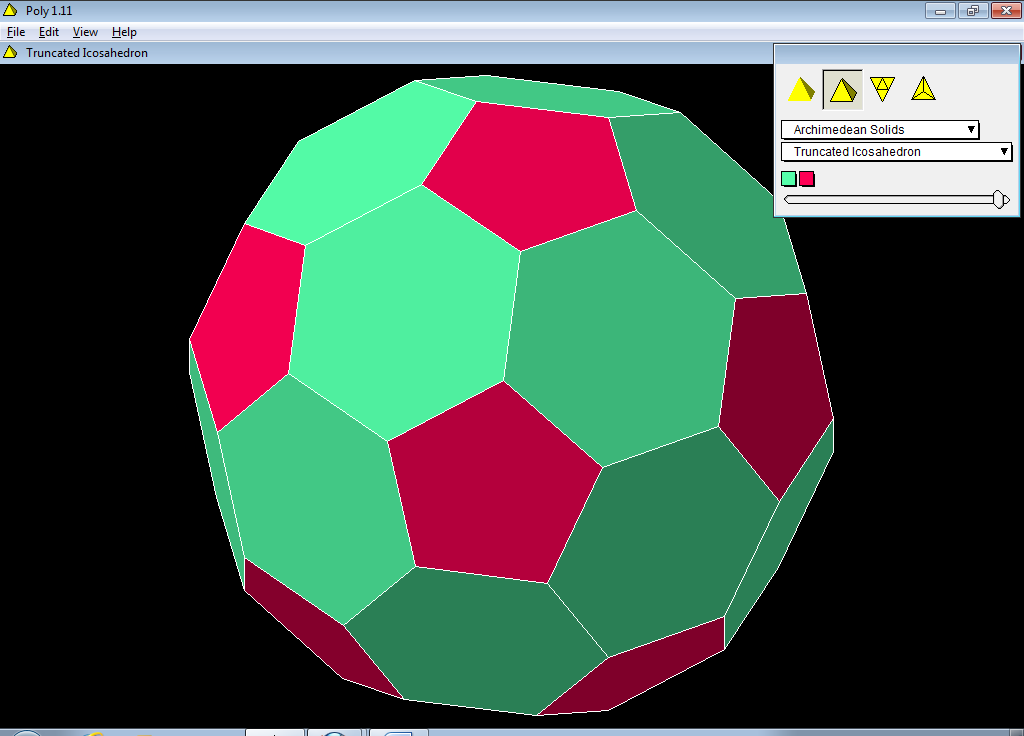 Poly 1.11
File Edit View Help
Truncated Icosahedron
Archimedean Solids
Truncated Icosahedron